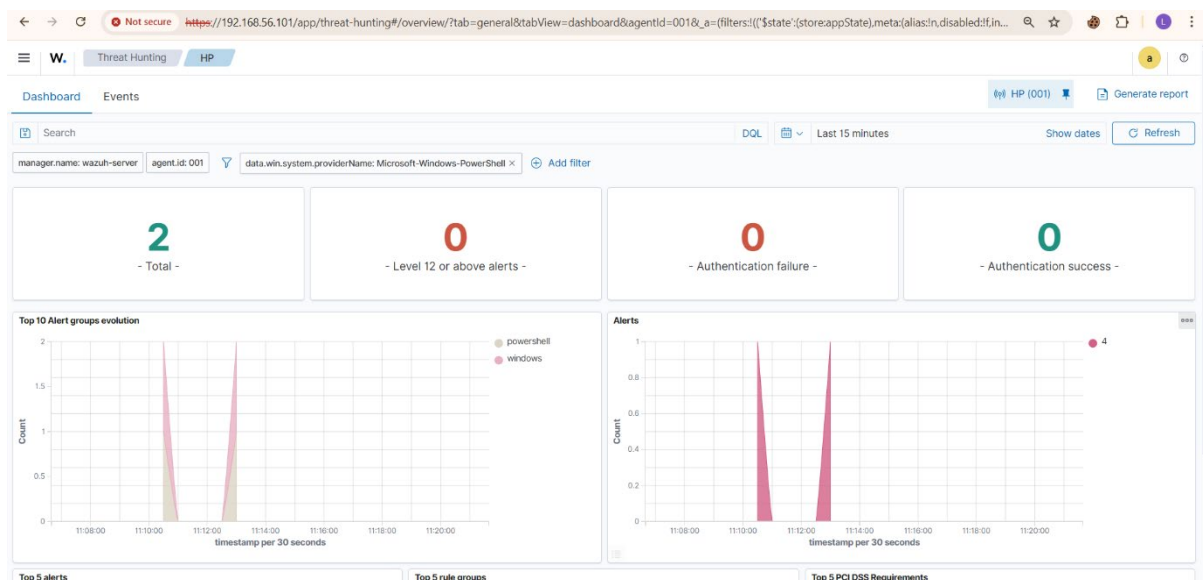 Not secure https://192.168.56.101/app/threat-hunting#/overview/?tab=general&tabView=dashboard&agentId=001&_a=(filters:!(('$state':(store:appState),meta:(alias:!n,disabled:!f,in... L
W. Threat Hunting HP a
Dashboard Events HP (001) Generate report
Search DQL Last 15 minutes Show dates Refresh
manager.name: wazuh-server agent.id: 001 data.win.system.providerName: Microsoft-Windows-PowerShell × Add filter
2 0 0 0
- Total - - Level 12 or above alerts - - Authentication failure - - Authentication success -
Top 10 Alert groups evolution
2
1.5
1
0.5
0
Count
11:08:00 11:10:00 11:12:00 11:14:00 11:16:00 11:18:00 11:20:00
timestamp per 30 seconds
powershell
windows
Alerts
1
0.8
0.6
0.4
0.2
0
Count
11:08:00 11:10:00 11:12:00 11:14:00 11:16:00 11:18:00 11:20:00
timestamp per 30 seconds
4
Top 5 alerts Top 5 rule groups Top 5 PCI DSS Requirements